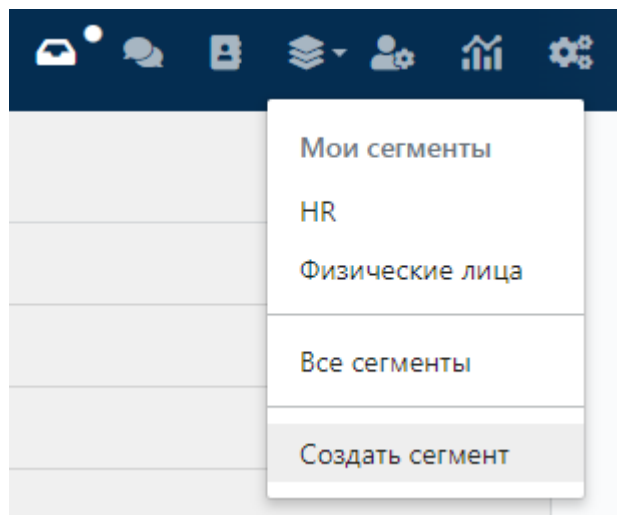 Мои сегменты
HR
Физические лица
Все сегменты
Создать сегмент